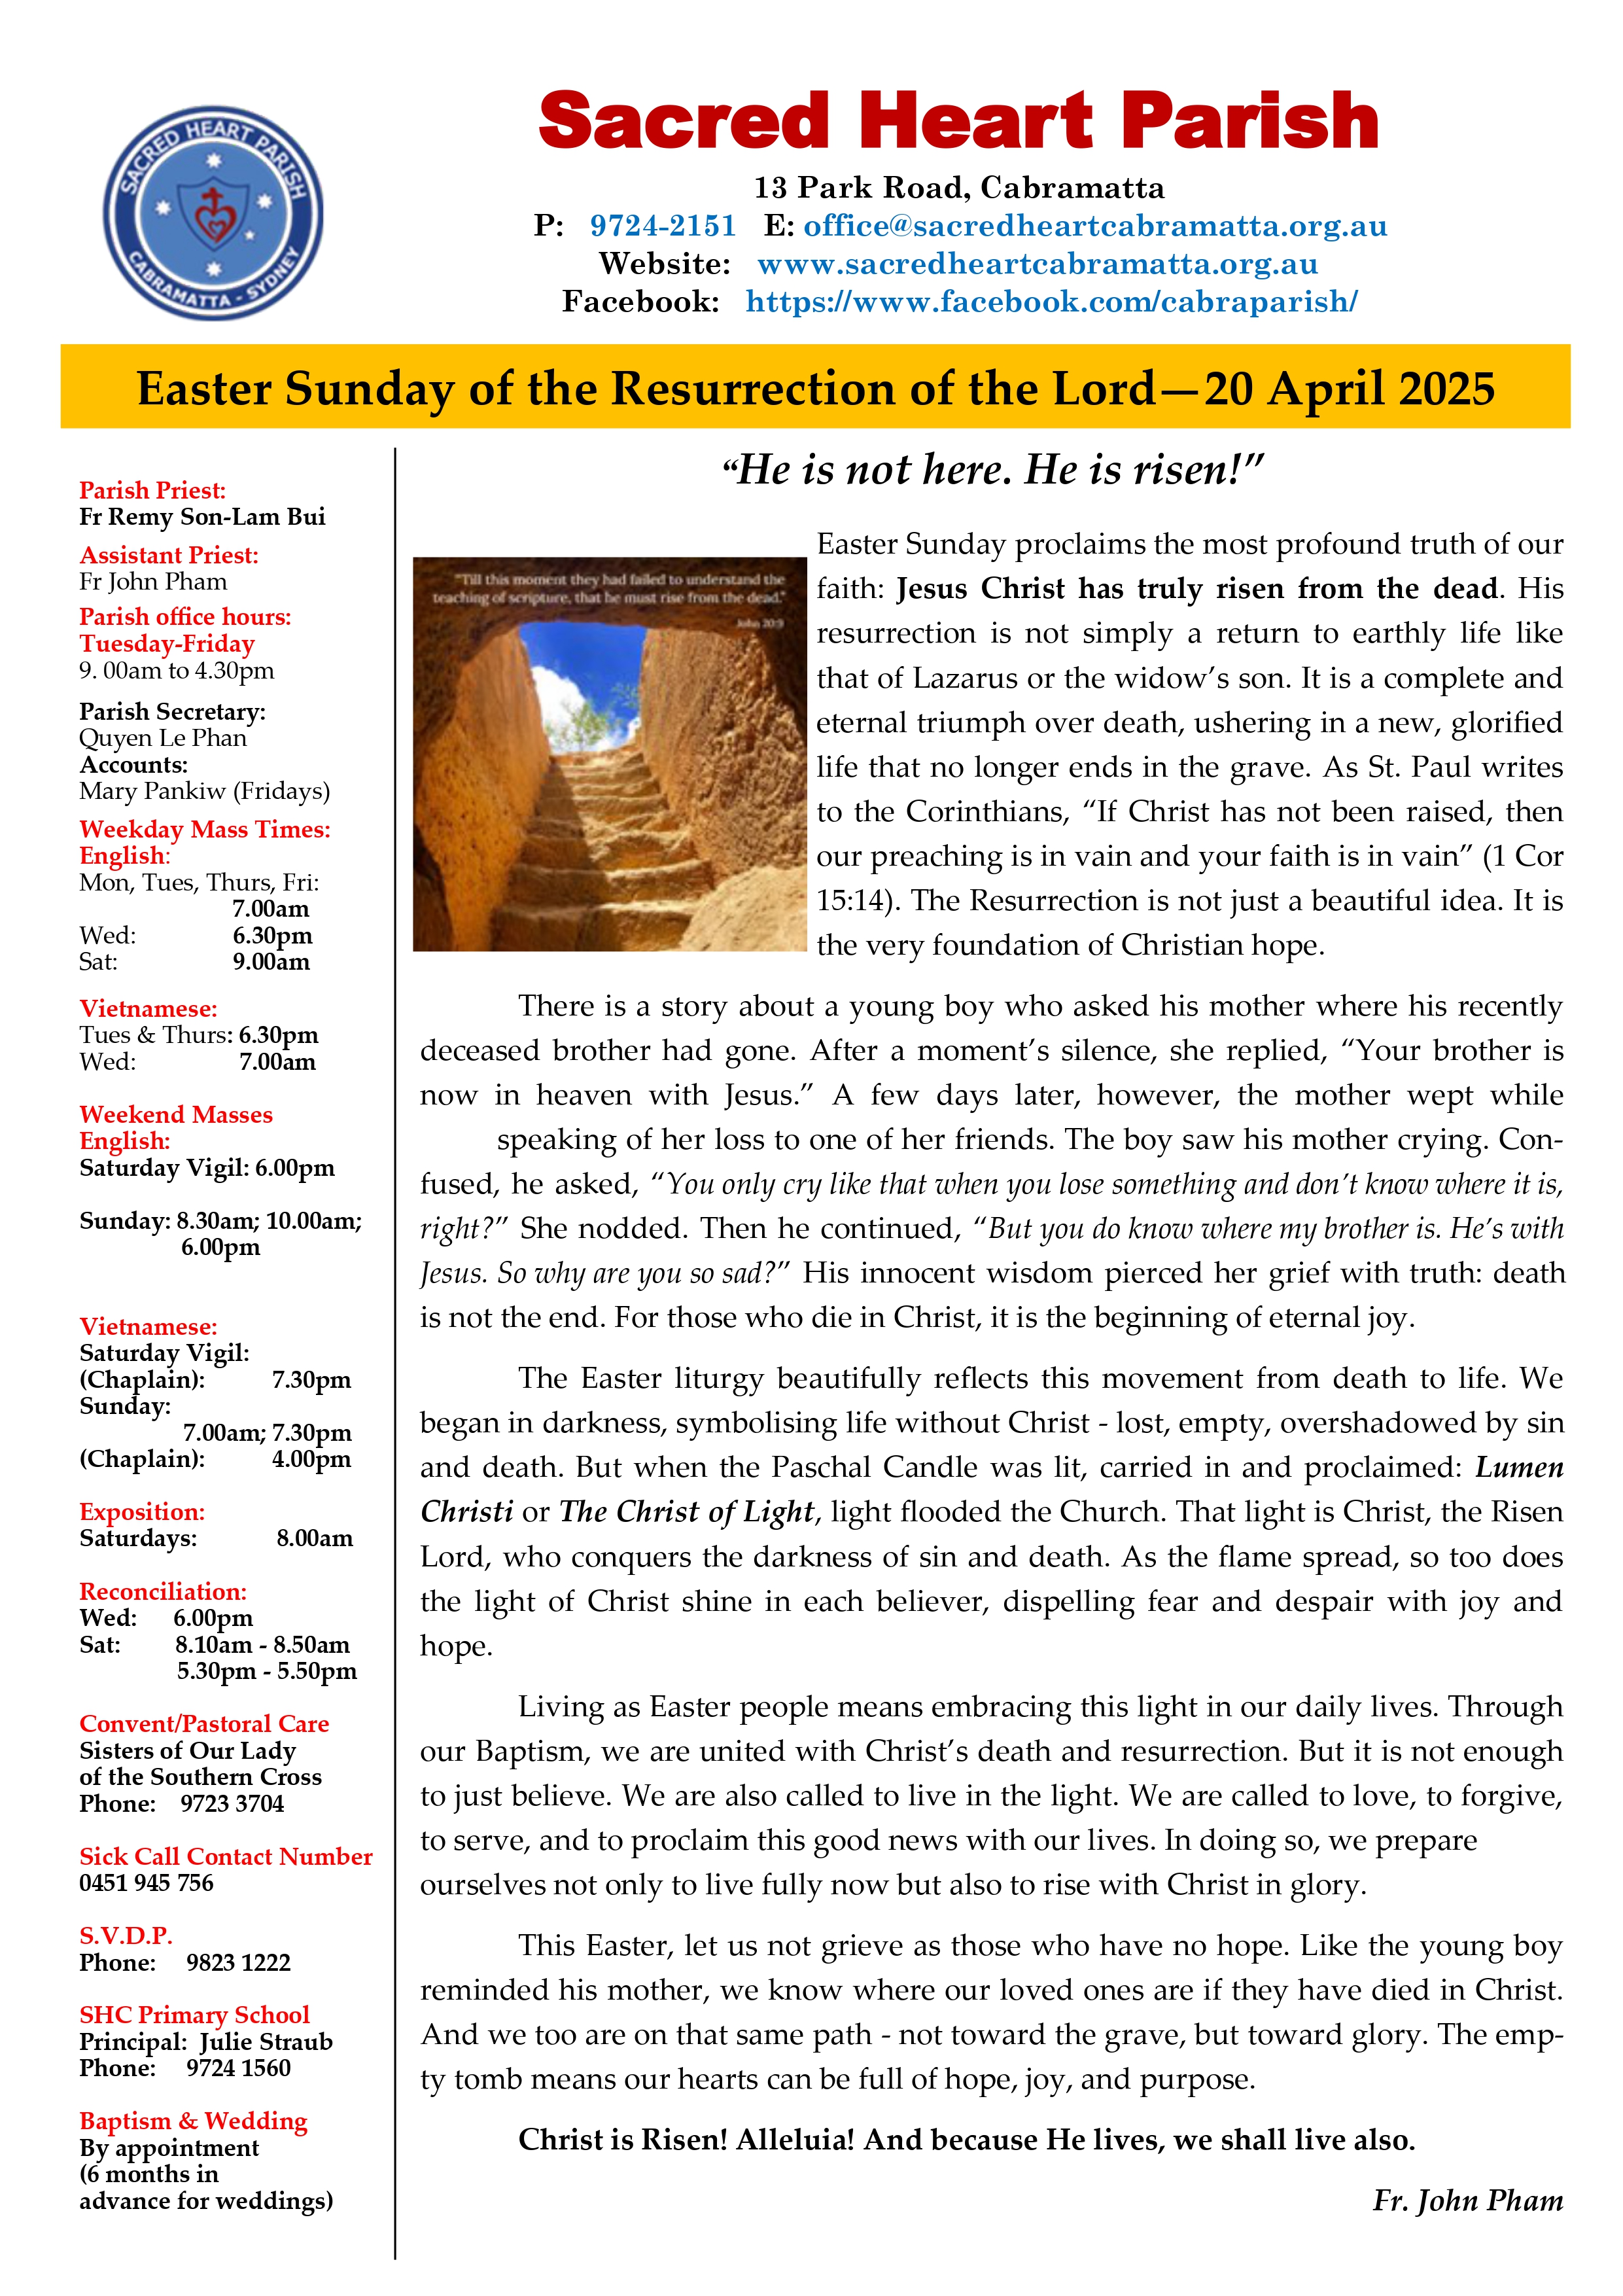 SACRED HEART PARISH
CABRAMATTA - SYDNEY
Sacred Heart Parish
13 Park Road, Cabramatta
P: 9724-2151 E: office@sacredheartcabramatta.org.au
Website: www.sacredheartcabramatta.org.au
Facebook: https://www.facebook.com/cabraparish/
Easter Sunday of the Resurrection of the Lord—20 April 2025
Parish Priest:
Fr Remy Son-Lam Bui
Assistant Priest:
Fr John Pham
Parish office hours:
Tuesday-Friday
9. 00am to 4.30pm
Parish Secretary:
Quyen Le Phan
Accounts:
Mary Pankiw (Fridays)
Weekday Mass Times:
English:
Mon, Tues, Thurs, Fri:
7.00am
Wed: 6.30pm
Sat: 9.00am
Vietnamese:
Tues & Thurs: 6.30pm
Wed: 7.00am
Weekend Masses
English:
Saturday Vigil: 6.00pm
Sunday: 8.30am; 10.00am;
6.00pm
Vietnamese:
Saturday Vigil:
(Chaplain): 7.30pm
Sunday:
7.00am; 7.30pm
(Chaplain): 4.00pm
Exposition:
Saturdays: 8.00am
Reconciliation:
Wed: 6.00pm
Sat: 8.10am - 8.50am
5.30pm - 5.50pm
Convent/Pastoral Care
Sisters of Our Lady
of the Southern Cross
Phone: 9723 3704
Sick Call Contact Number
0451 945 756
S.V.D.P.
Phone: 9823 1222
SHC Primary School
Principal: Julie Straub
Phone: 9724 1560
Baptism & Wedding
By appointment
(6 months in
advance for weddings)
“He is not here. He is risen!”
"Till this moment they had failed to understand the
teaching of scripture, that he must rise from the dead."
John 20:9
Easter Sunday proclaims the most profound truth of our
faith: Jesus Christ has truly risen from the dead. His
resurrection is not simply a return to earthly life like
that of Lazarus or the widow’s son. It is a complete and
eternal triumph over death, ushering in a new, glorified
life that no longer ends in the grave. As St. Paul writes
to the Corinthians, “If Christ has not been raised, then
our preaching is in vain and your faith is in vain” (1 Cor
15:14). The Resurrection is not just a beautiful idea. It is
the very foundation of Christian hope.
There is a story about a young boy who asked his mother where his recently
deceased brother had gone. After a moment’s silence, she replied, “Your brother is
now in heaven with Jesus.” A few days later, however, the mother wept while
speaking of her loss to one of her friends. The boy saw his mother crying. Con-
fused, he asked, “You only cry like that when you lose something and don’t know where it is,
right?” She nodded. Then he continued, “But you do know where my brother is. He’s with
Jesus. So why are you so sad?” His innocent wisdom pierced her grief with truth: death
is not the end. For those who die in Christ, it is the beginning of eternal joy.
The Easter liturgy beautifully reflects this movement from death to life. We
began in darkness, symbolising life without Christ - lost, empty, overshadowed by sin
and death. But when the Paschal Candle was lit, carried in and proclaimed: Lumen
Christi or The Christ of Light, light flooded the Church. That light is Christ, the Risen
Lord, who conquers the darkness of sin and death. As the flame spread, so too does
the light of Christ shine in each believer, dispelling fear and despair with joy and
hope.
Living as Easter people means embracing this light in our daily lives. Through
our Baptism, we are united with Christ’s death and resurrection. But it is not enough
to just believe. We are also called to live in the light. We are called to love, to forgive,
to serve, and to proclaim this good news with our lives. In doing so, we prepare
ourselves not only to live fully now but also to rise with Christ in glory.
This Easter, let us not grieve as those who have no hope. Like the young boy
reminded his mother, we know where our loved ones are if they have died in Christ.
And we too are on that same path - not toward the grave, but toward glory. The emp-
ty tomb means our hearts can be full of hope, joy, and purpose.
Christ is Risen! Alleluia! And because He lives, we shall live also.
Fr. John Pham